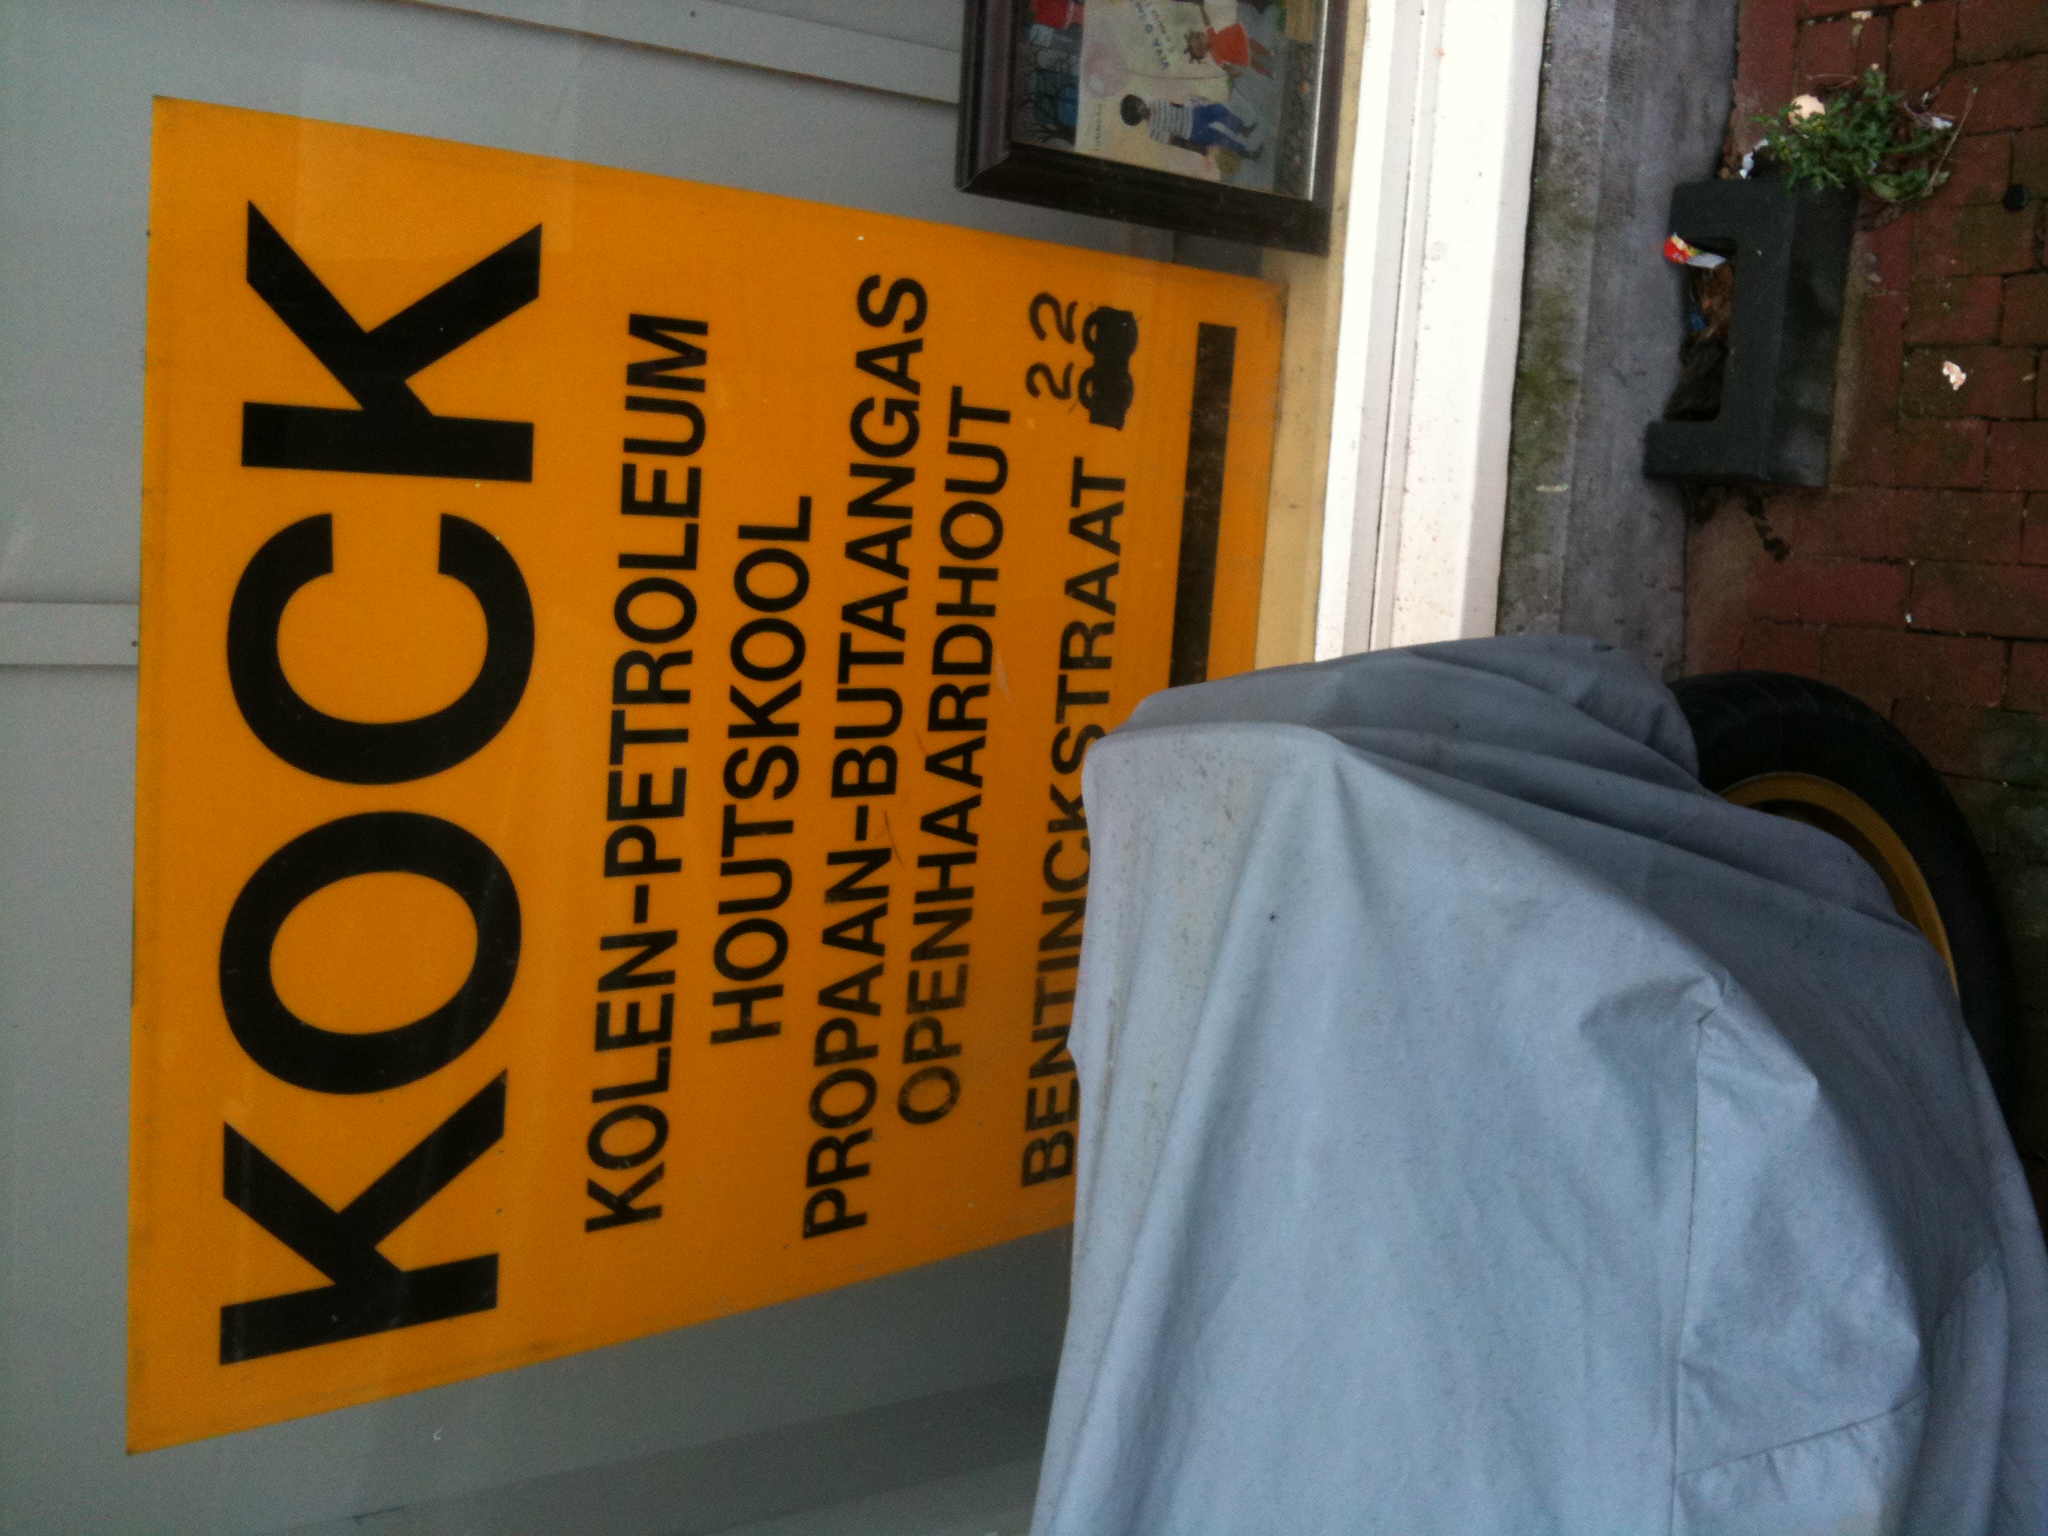 KOCK
KOLEN-PETROLEUM
HOUTSKOOL
PROPAAN-BUTAANGAS
OPENHAARDHOUT
BENTINCKSTRAAT 22